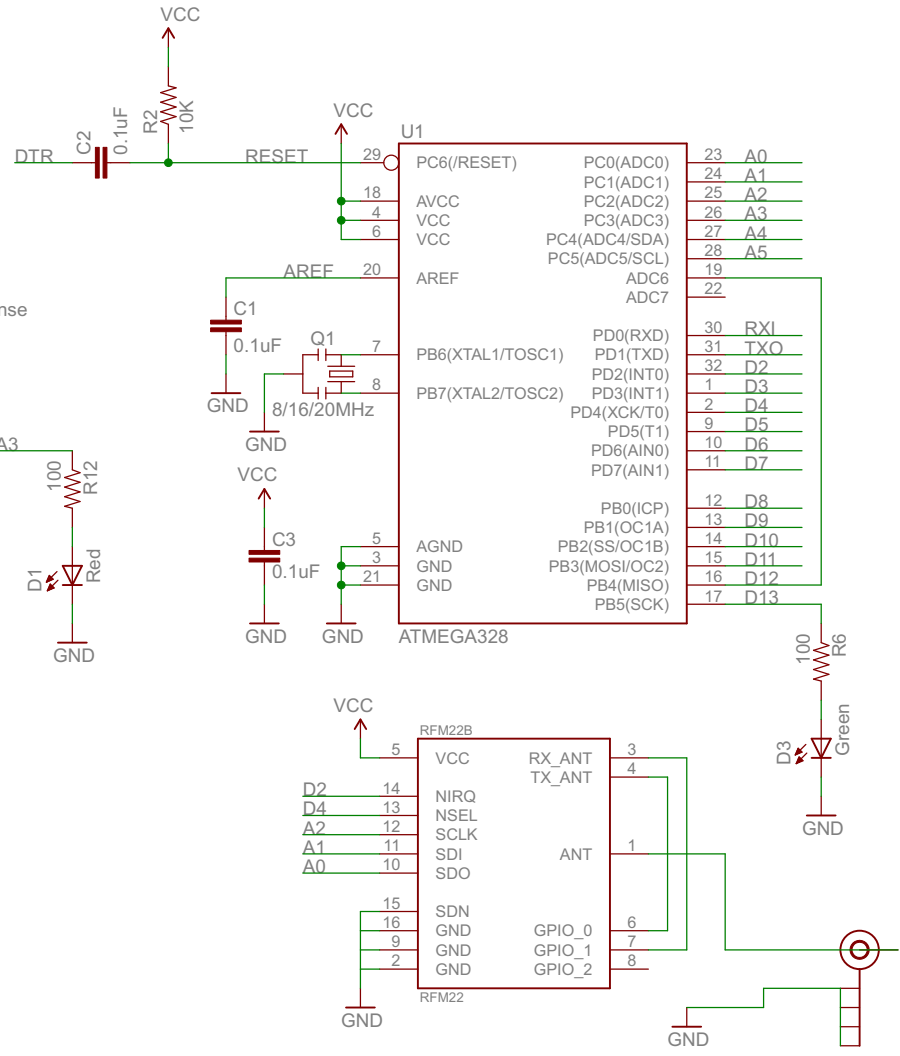 VCC
R2
10K
C2
0.1uF
DTR
RESET
VCC
U1
29
PC6(/RESET)
18
AVCC
4
VCC
6
VCC
20
AREF
AREF
7
PB6(XTAL1/TOSC1)
8
PB7(XTAL2/TOSC2)
5
AGND
3
GND
21
GND
ATMEGA328
PC0(ADC0) 23 A0
PC1(ADC1) 24 A1
PC2(ADC2) 25 A2
PC3(ADC3) 26 A3
PC4(ADC4/SDA) 27 A4
PC5(ADC5/SCL) 28 A5
ADC6 19
ADC7 22
PD0(RXD) 30 RXI
PD1(TXD) 31 TXO
PD2(INT0) 32 D2
PD3(INT1) 1 D3
PD4(XCK/T0) 2 D4
PD5(T1) 9 D5
PD6(AIN0) 10 D6
PD7(AIN1) 11 D7
PB0(ICP) 12 D8
PB1(OC1A) 13 D9
PB2(SS/OC1B) 14 D10
PB3(MOSI/OC2) 15 D11
PB4(MISO) 16 D12
PB5(SCK) 17 D13
C1
0.1uF
GND
nse
Q1
8/16/20MHz
GND
A3
100
R12
D1
Red
GND
VCC
C3
0.1uF
GND
GND
100
R6
D3
Green
GND
VCC
RFM22B
5 VCC
D2 14 NIRQ
D4 13 NSEL
A2 12 SCLK
A1 11 SDI
A0 10 SDO
15 SDN
16 GND
9 GND
2 GND
RX_ANT 3
TX_ANT 4
ANT 1
GPIO_0 6
GPIO_1 7
GPIO_2 8
RFM22
GND
GND